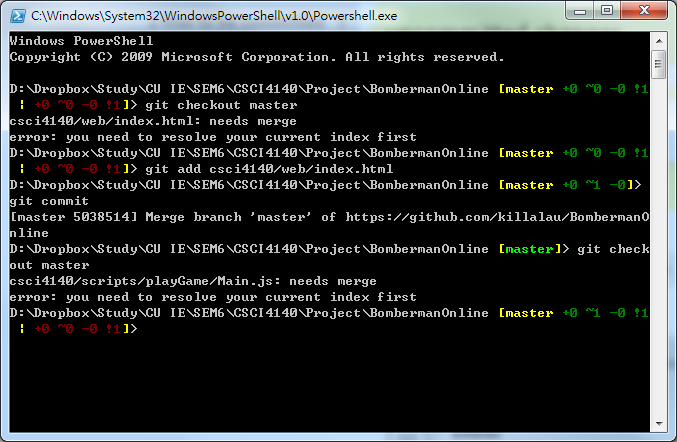 C:\Windows\System32\WindowsPowerShell\v1.0\Powershell.exe
Windows PowerShell
Copyright (C) 2009 Microsoft Corporation. All rights reserved.
D:\Dropbox\Study\CU IE\SEM6\CSCI4140\Project\BombermanOnline [master +0 ~0 -0 !1
| +0 ~0 -0 !1]> git checkout master
csci4140/web/index.html: needs merge
error: you need to resolve your current index first
D:\Dropbox\Study\CU IE\SEM6\CSCI4140\Project\BombermanOnline [master +0 ~0 -0 !1
| +0 ~0 -0 !1]> git add csci4140/web/index.html
D:\Dropbox\Study\CU IE\SEM6\CSCI4140\Project\BombermanOnline [master +0 ~1 -0]>
git commit
[master 5038514] Merge branch 'master' of https://github.com/killalau/BombermanO
nline
D:\Dropbox\Study\CU IE\SEM6\CSCI4140\Project\BombermanOnline [master]> git check
out master
csci4140/scripts/playGame/Main.js: needs merge
error: you need to resolve your current index first
D:\Dropbox\Study\CU IE\SEM6\CSCI4140\Project\BombermanOnline [master +0 ~1 -0 !1
| +0 ~0 -0 !1]>